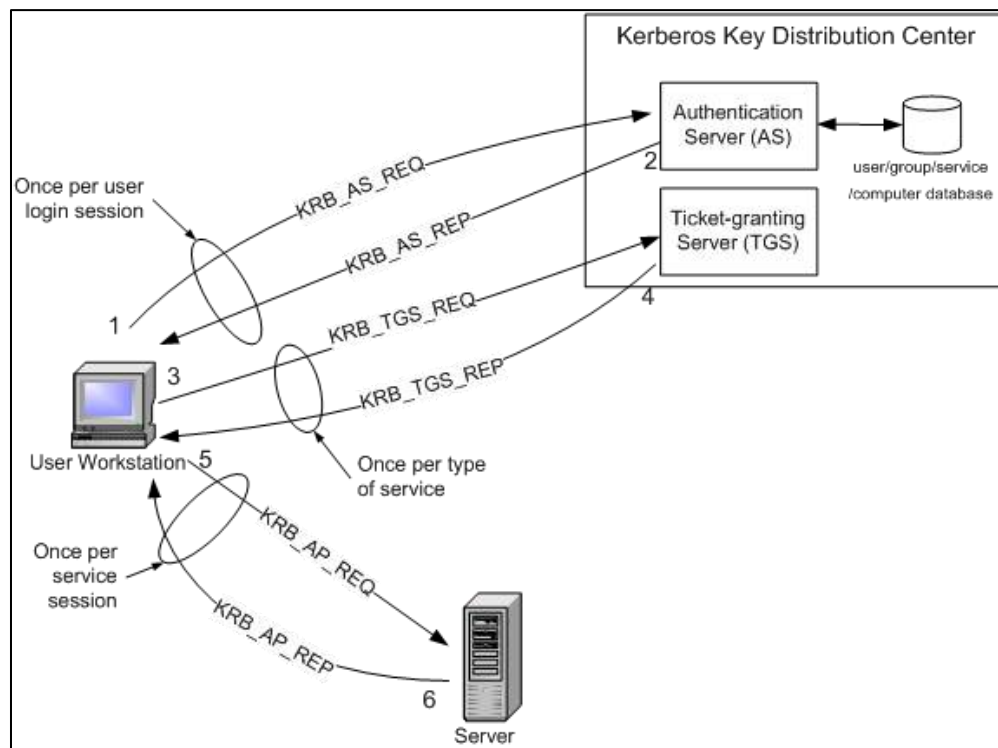 Kerberos Key Distribution Center
Authentication
Server (AS)
user/group/service
/computer database
Ticket-granting
Server (TGS)
Once per user
login session
KRB_AS_REQ
2
KRB_AS_REP
1
KRB_TGS_REQ
4
3
KRB_TGS_REP
User Workstation
5
Once per type
of service
Once per
service
session
KRB_AP_REQ
KRB_AP_REP
6
Server